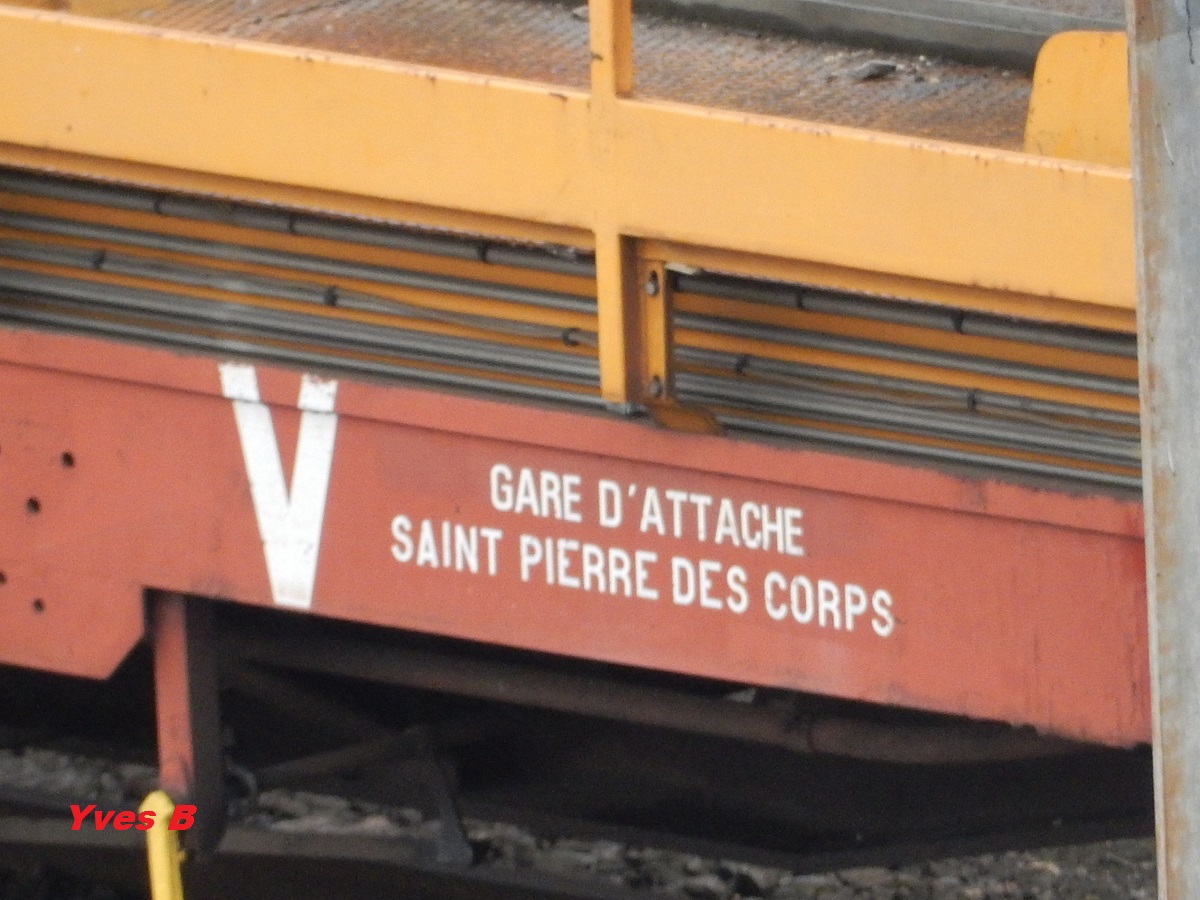 V
GARE D'ATTACHE
SAINT PIERRE DES CORPS
Yves B